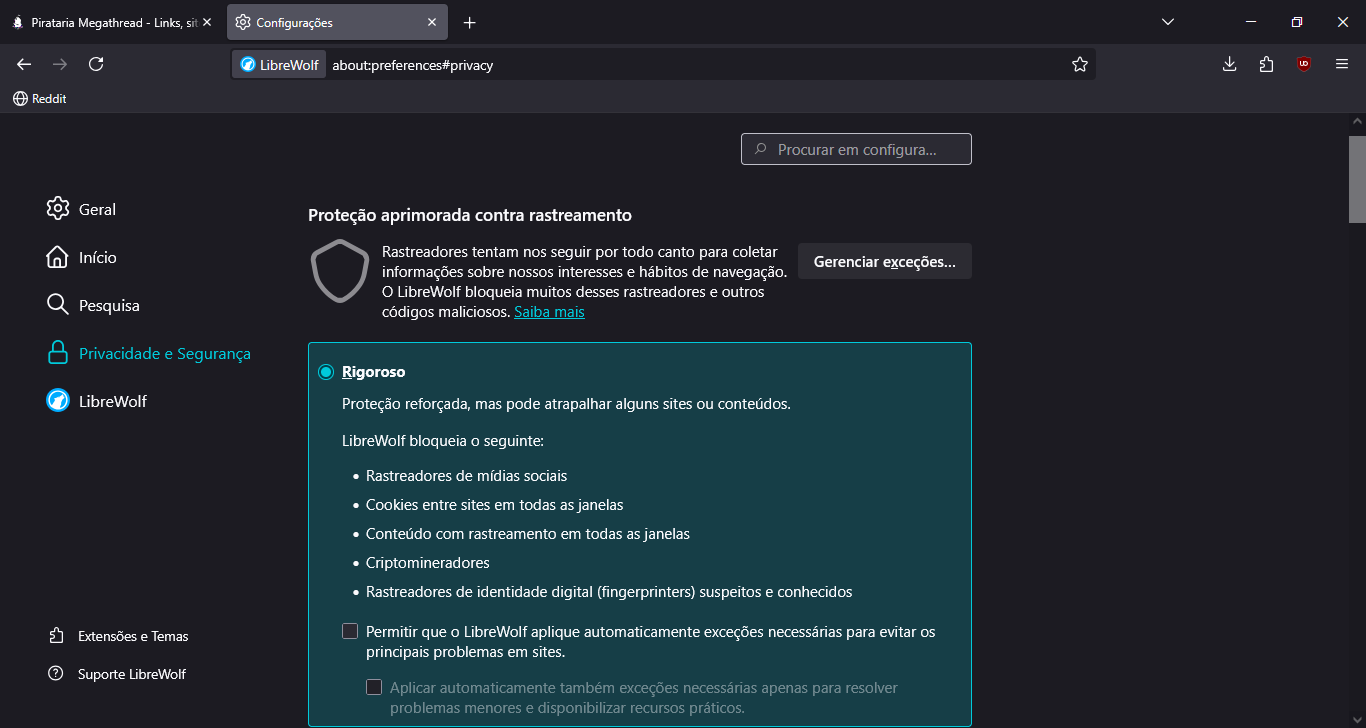 Pirataria Megathread - Links, sit
Configurações
LibreWolf
about:preferences#privacy
Reddit
Procurar em configura...
Geral
Início
Pesquisa
Privacidade e Segurança
LibreWolf
Extensões e Temas
Suporte LibreWolf
Proteção aprimorada contra rastreamento
Rastreadores tentam nos seguir por todo canto para coletar
informações sobre nossos interesses e hábitos de navegação.
O LibreWolf bloqueia muitos desses rastreadores e outros
códigos maliciosos. Saiba mais
Gerenciar exceções...
Rigoroso
Proteção reforçada, mas pode atrapalhar alguns sites ou conteúdos.
LibreWolf bloqueia o seguinte:
• Rastreadores de mídias sociais
• Cookies entre sites em todas as janelas
• Conteúdo com rastreamento em todas as janelas
• Criptomineradores
• Rastreadores de identidade digital (fingerprinters) suspeitos e conhecidos
Permitir que o LibreWolf aplique automaticamente exceções necessárias para evitar os
principais problemas em sites.
Aplicar automaticamente também exceções necessárias apenas para resolver
problemas menores e disponibilizar recursos práticos.